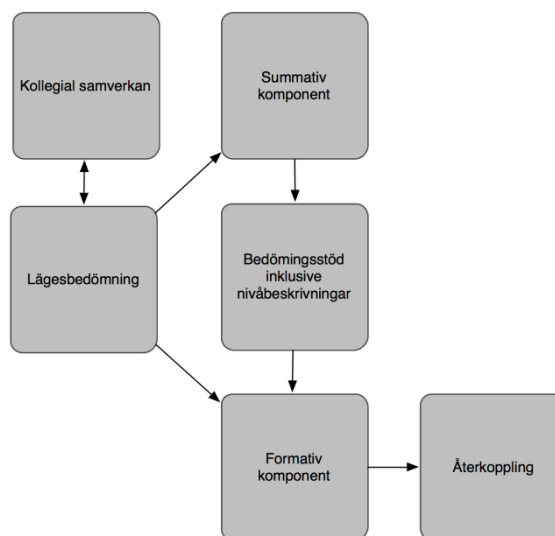 Kollegial samverkan
Summativ
komponent
Lägesbedömning
Bedömingsstöd
inklusive
nivåbeskrivningar
Formativ
komponent
Återkoppling